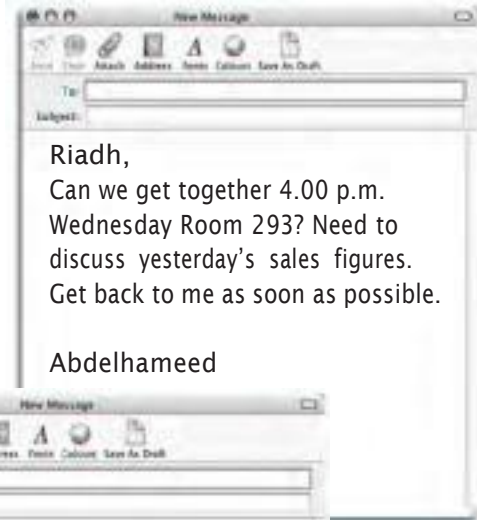 New Message
Send Chat Attach Address Fonts Colours Save As Draft
To:
Subject:
Riadh,
Can we get together 4.00 p.m.
Wednesday Room 293? Need to
discuss yesterday's sales figures.
Get back to me as soon as possible.
Abdelhameed
New Message
Fonts Colours Save As Draft